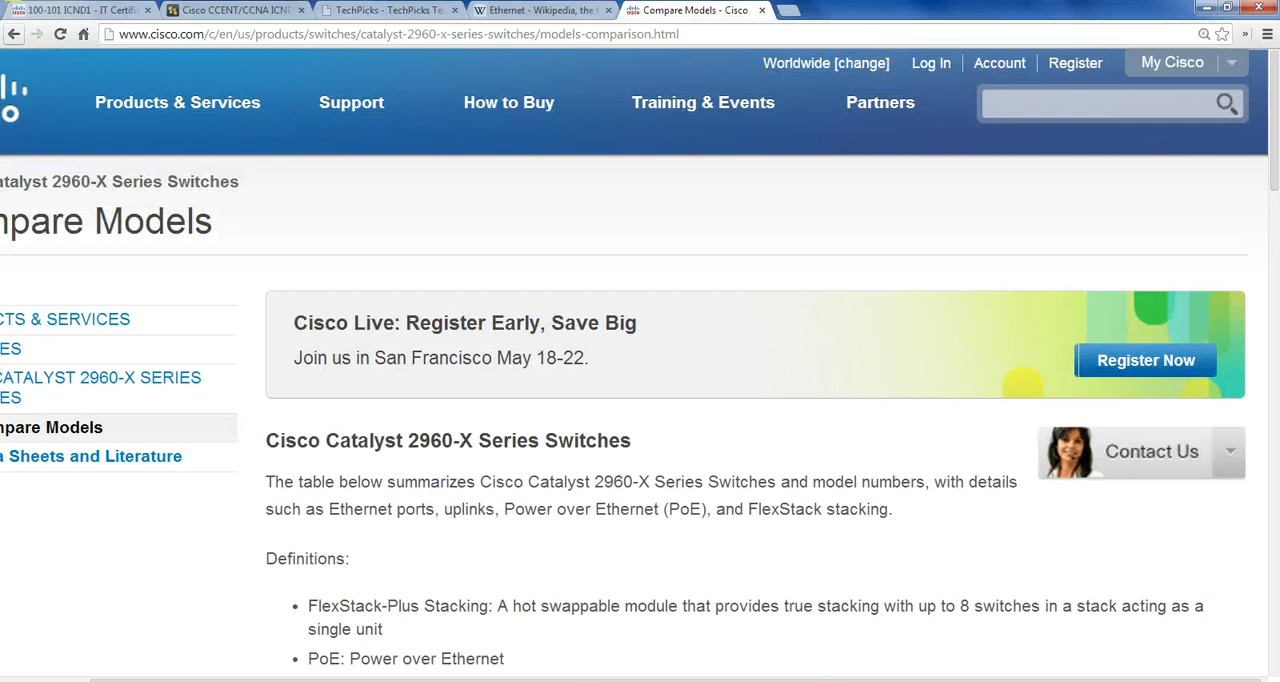 100-101 ICND1 - IT Certifi
Cisco CCENT/CCNA ICN
TechPicks - TechPicks Te
Ethernet - Wikipedia, the
Compare Models - Cisco
www.cisco.com/c/en/us/products/switches/catalyst-2960-x-series-switches/models-comparison.html
Worldwide [change] Log In Account Register My Cisco
Products & Services Support How to Buy Training & Events Partners
atalyst 2960-X Series Switches
mpare Models
CTS & SERVICES
ES
CATALYST 2960-X SERIES
ES
mpare Models
a Sheets and Literature
Cisco Live: Register Early, Save Big
Join us in San Francisco May 18-22.
Register Now
Cisco Catalyst 2960-X Series Switches
Contact Us
The table below summarizes Cisco Catalyst 2960-X Series Switches and model numbers, with details
such as Ethernet ports, uplinks, Power over Ethernet (PoE), and FlexStack stacking.
Definitions:
• FlexStack-Plus Stacking: A hot swappable module that provides true stacking with up to 8 switches in a stack acting as a
single unit
• PoE: Power over Ethernet